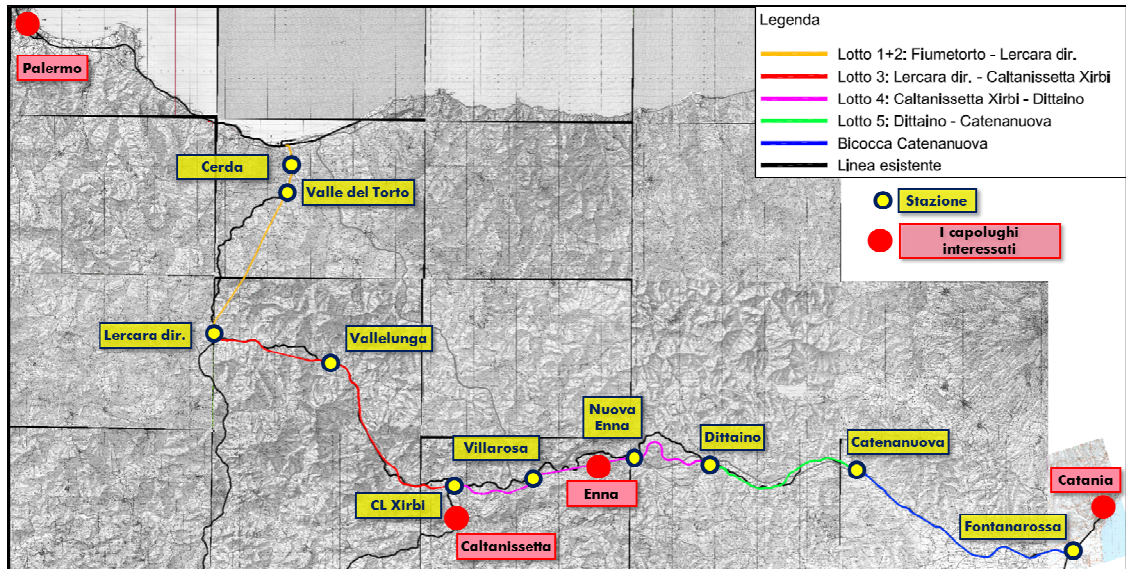 Legenda
Lotto 1+2: Fiumetorto - Lercara dir.
Lotto 3: Lercara dir. - Caltanissetta Xirbi
Lotto 4: Caltanissetta Xirbi - Dittaino
Lotto 5: Dittaino - Catenanuova
Bicocca Catenanuova
Linea esistente
Stazione
I capolughi
interessati
Palermo
Cerda
Valle del Torto
Lercara dir.
Vallelunga
Nuova
Enna
Villarosa
Dittaino
Catenanuova
CL Xirbi
Enna
Catania
Caltanissetta
Fontanarossa